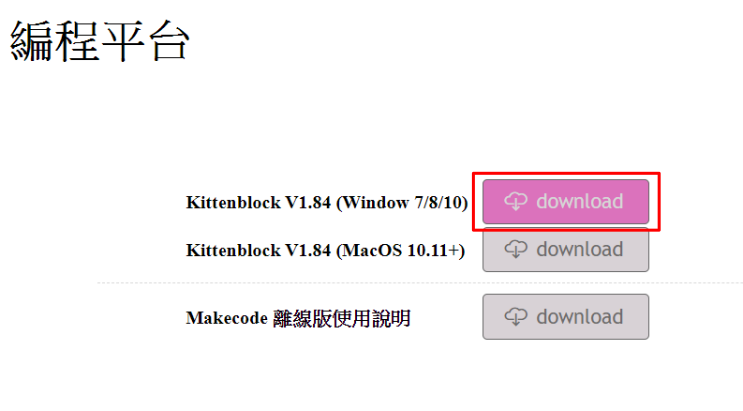 編程平台
Kittenblock V1.84 (Window 7/8/10) download
Kittenblock V1.84 (MacOS 10.11+) download
Makecode 離線版使用說明 download